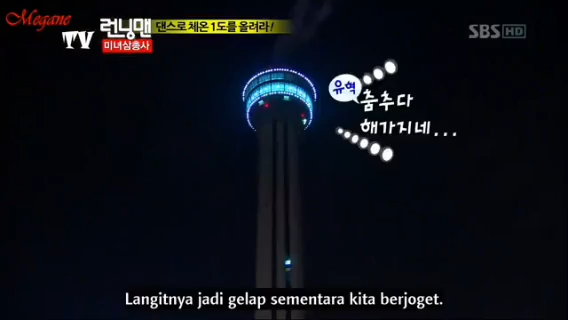 Megane
TV
런닝맨
미녀삼총사
댄스로 체온 1도를 올려라!
SBS HD
유혁
춤추다
해가지네...
Langitnya jadi gelap sementara kita berjoget.